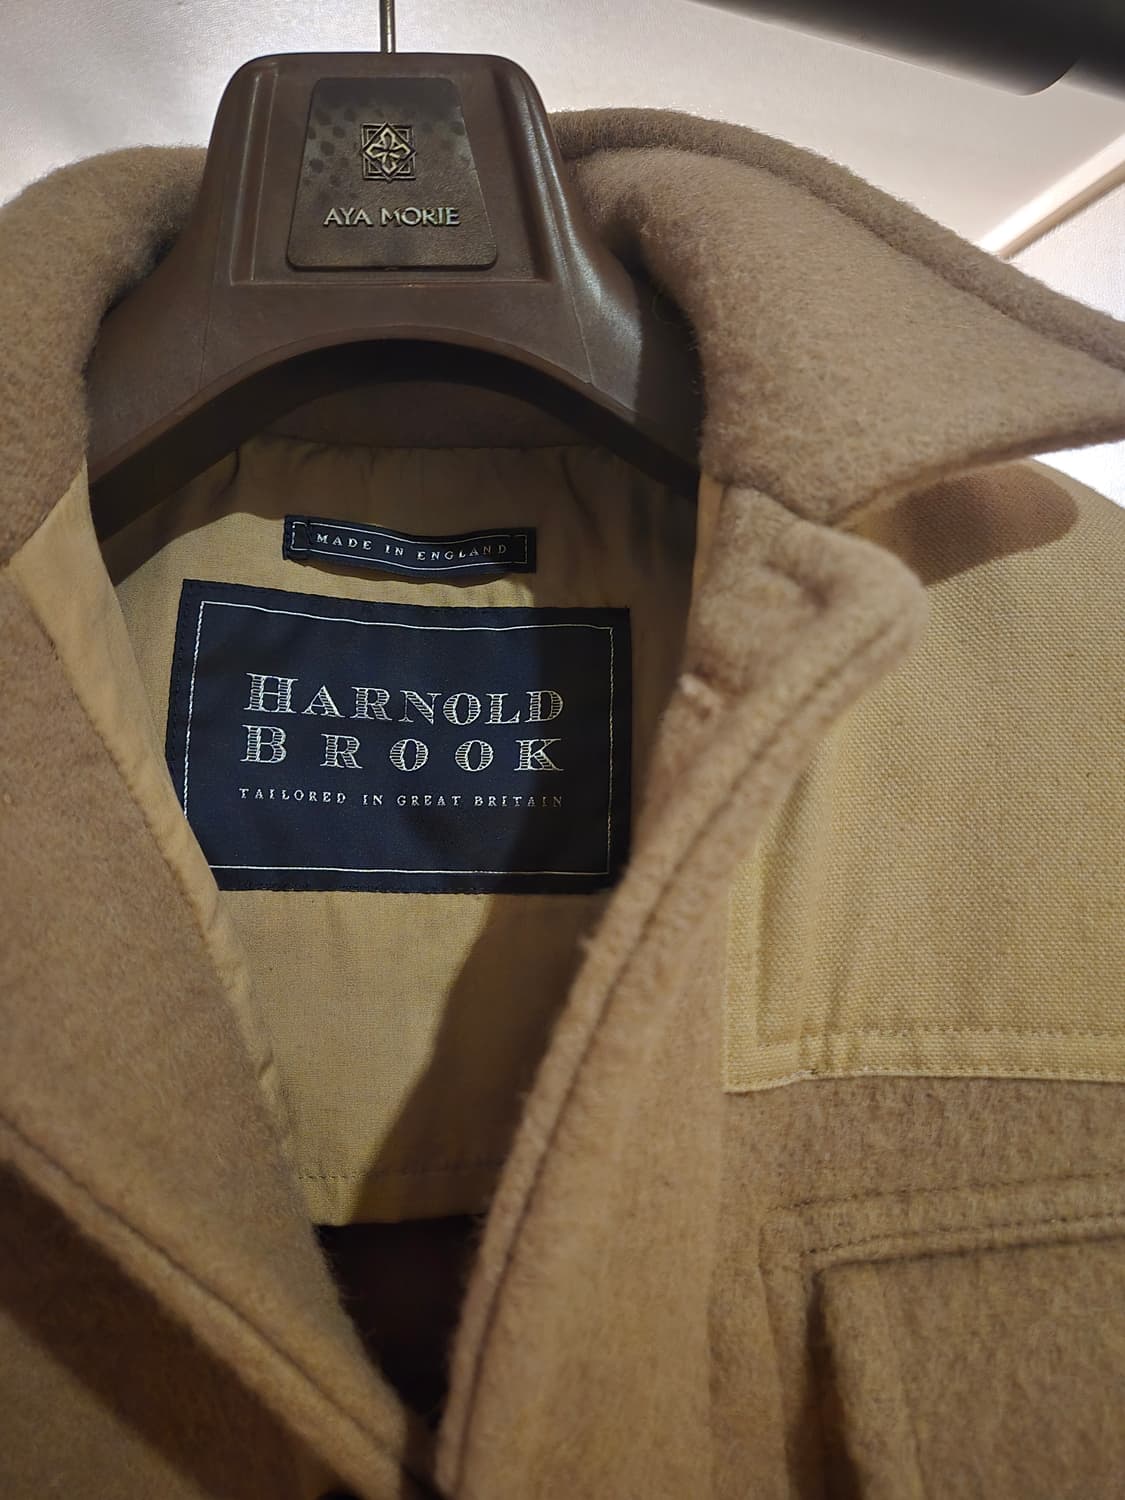 AYA MORIE
MADE IN ENGLAND
HARNOLD
BROOK
TAILORED IN GREAT BRITAIN